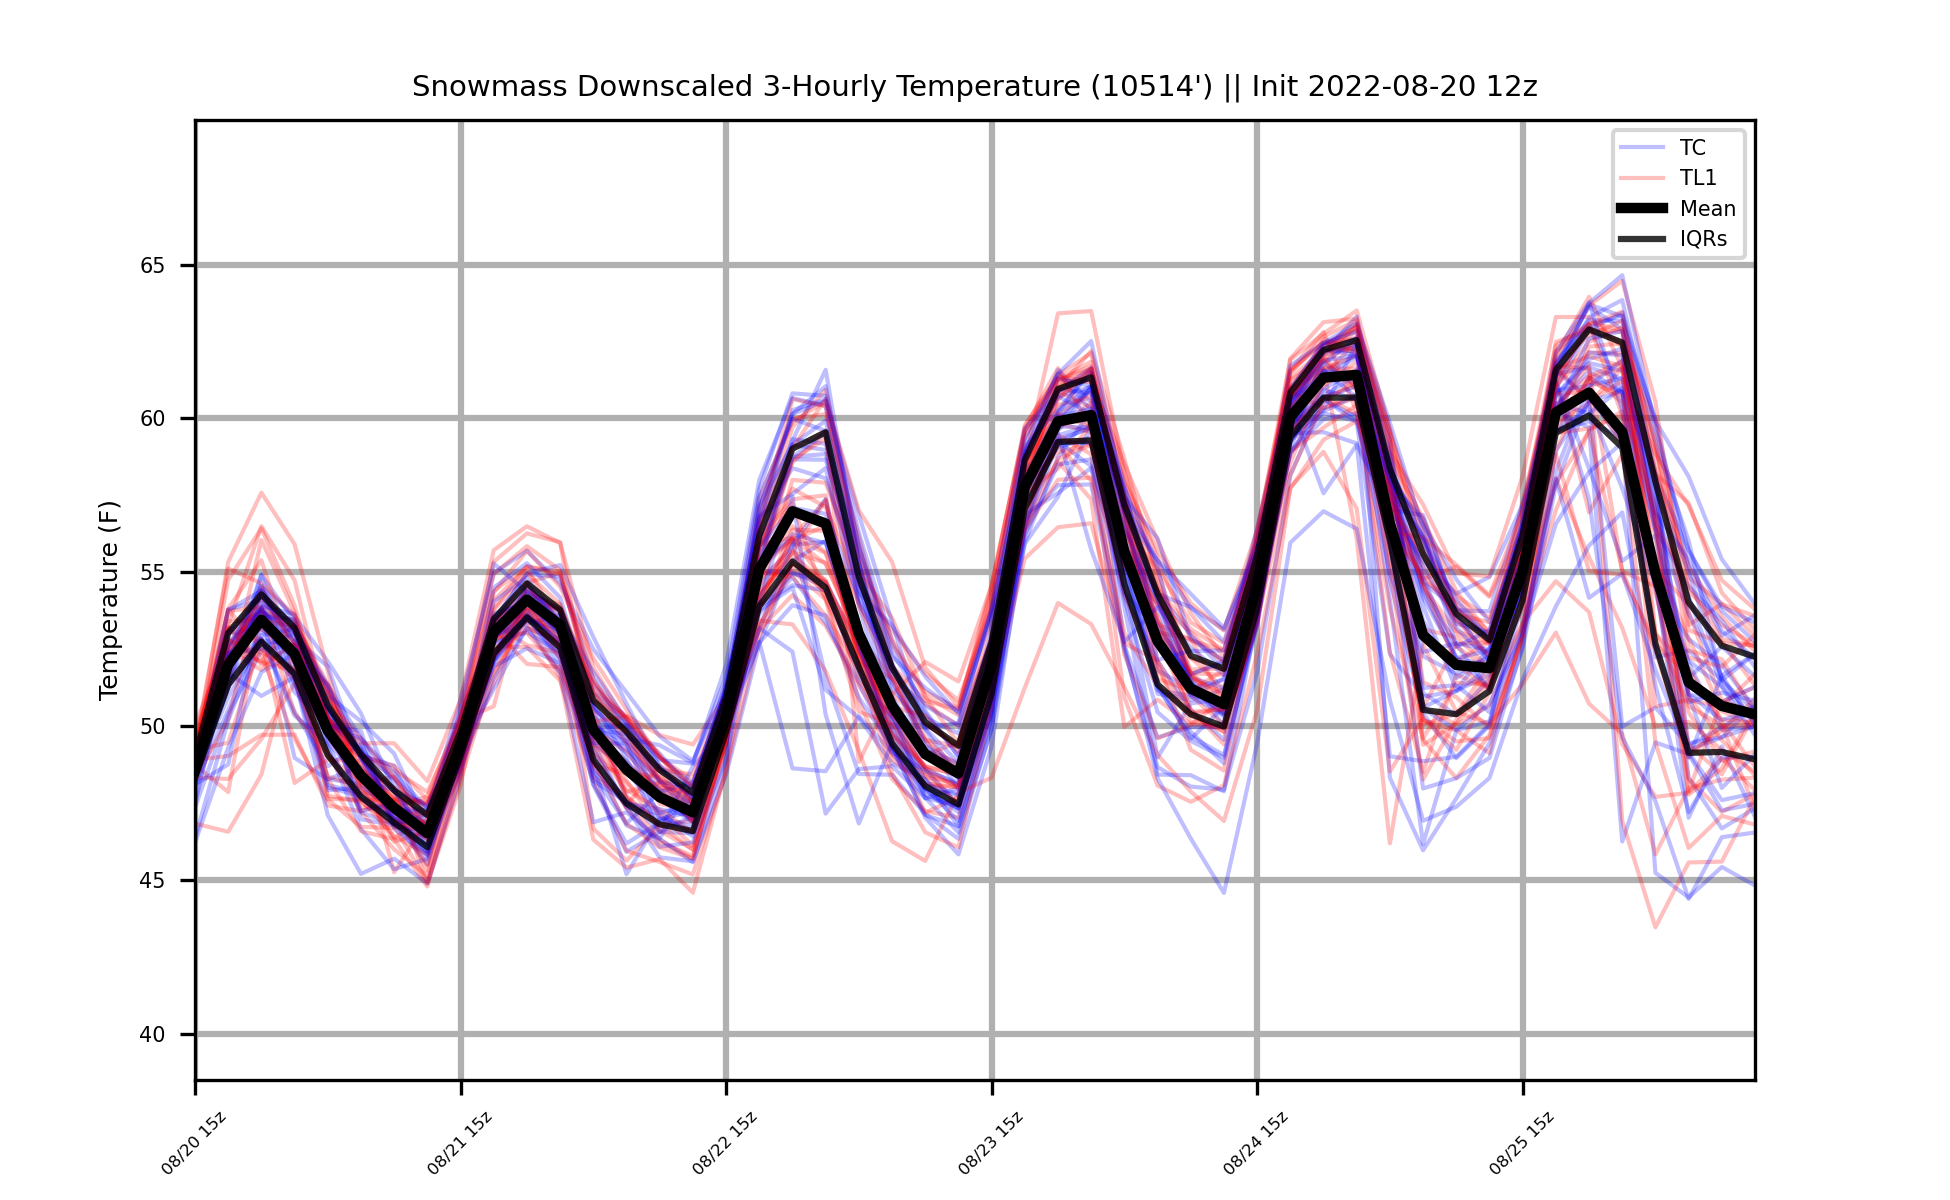 Snowmass Downscaled 3-Hourly Temperature (10514') || Init 2022-08-20 12z
TC
TL1
Mean
IQRs
Temperature (F)
65
60
55
50
45
40
08/20 15z
08/21 15z
08/22 15z
08/23 15z
08/24 15z
08/25 15z